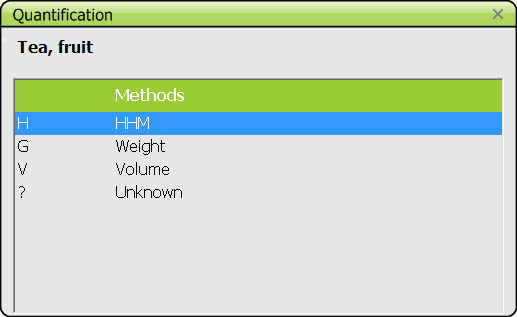 Quantification
Tea, fruit
Methods
H HHM
G Weight
V Volume
? Unknown